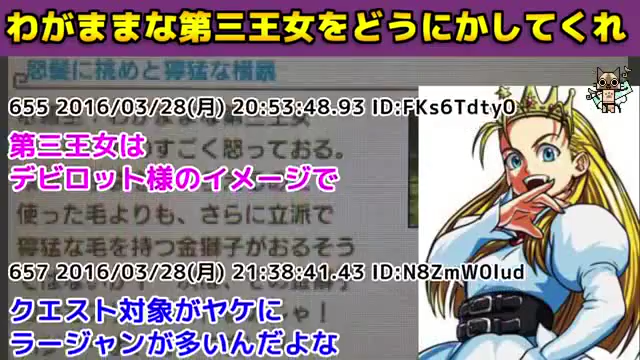 わがままな第三王女をどうにかしてくれ
怒髪に挑めと獰猛な横暴
655 2016/03/28(月) 20:53:48.93 ID:FKs6Tdty0
第三王女は
すごく怒っておる。
デビロット様のイメージで
使った毛よりも、さらに立派で
獰猛な毛を持つ金獅子がおるそう
657 2016/03/28(月) 21:38:41.43 ID:N8ZmW0lud
クエスト対象がヤケに
ラージャンが多いんだよな